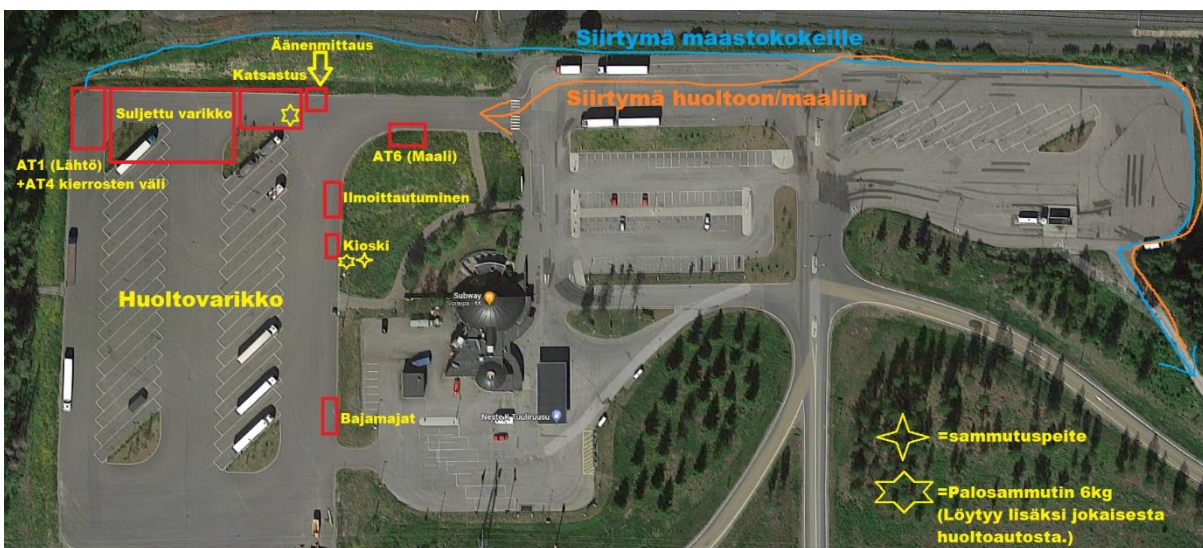 Äänenmittaus
Siirtymä maastokokeille
Katsastus
Siirtymä huoltoon/maaliin
Suljettu varikko
AT1 (Lähtö)
+AT4 kierrosten väli
AT6 (Maali)
Ilmoittautuminen
Kioski
Huoltovarikko
Subway
Bajamajat
Neste K Tuuliruusu
=sammutuspeite
=Palosammutin 6kg
(Löytyy lisäksi jokaisesta
huoltoautosta.)